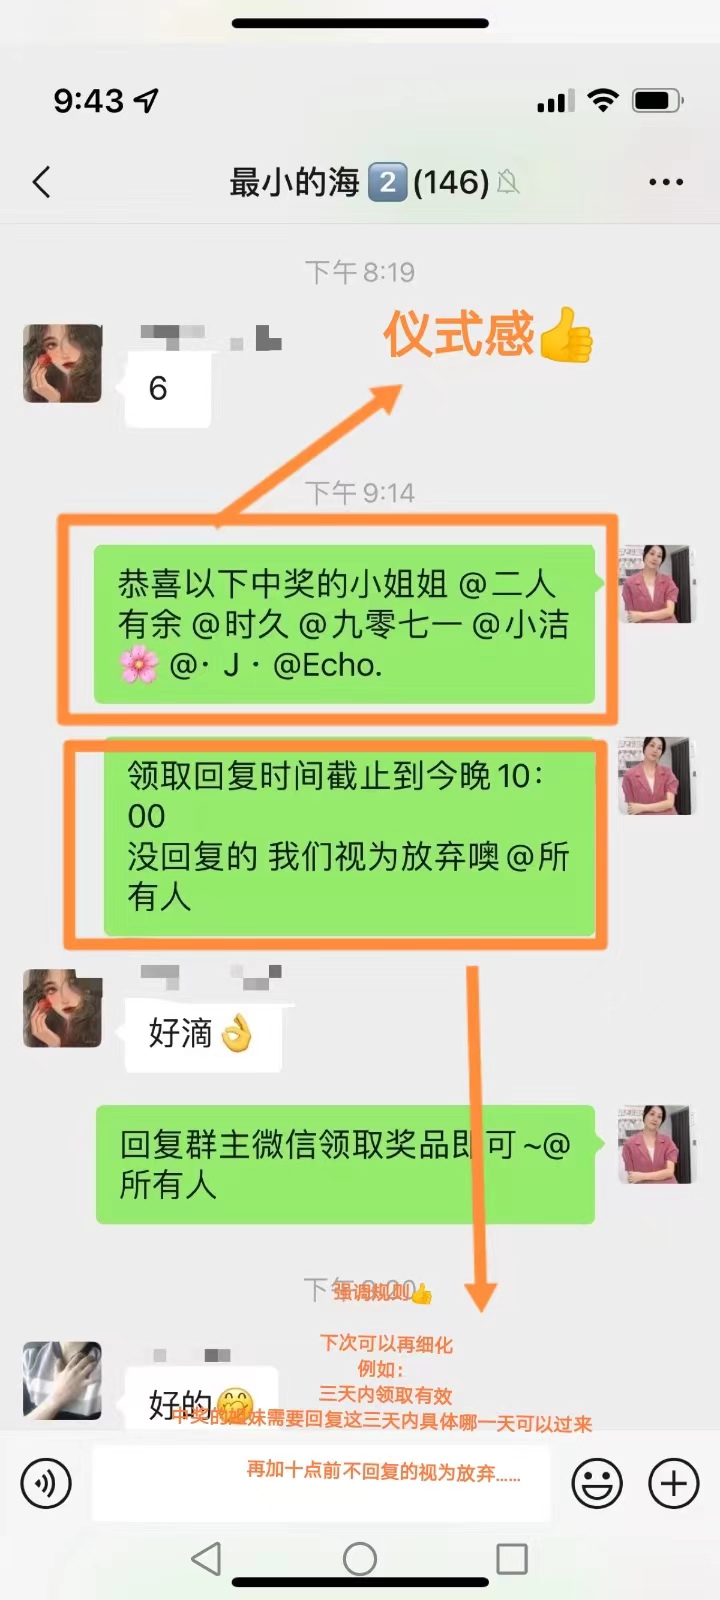 9:43
最小的海2(146)
下午8:19
仪式感👍
6
下午9:14
恭喜以下中奖的小姐姐 @二人
有余 @时久 @九零七一 @小洁
🌸 @· J · @Echo.
领取回复时间截止到今晚10:
00
没回复的 我们视为放弃噢@所
有人
好滴👌
回复群主微信领取奖品即可~@
所有人
强调规则👍
下次可以再细化
例如：
三天内领取有效
好的🤭
中奖的姐妹需要回复这三天内具体哪一天可以过来
再加十点前不回复的视为放弃……